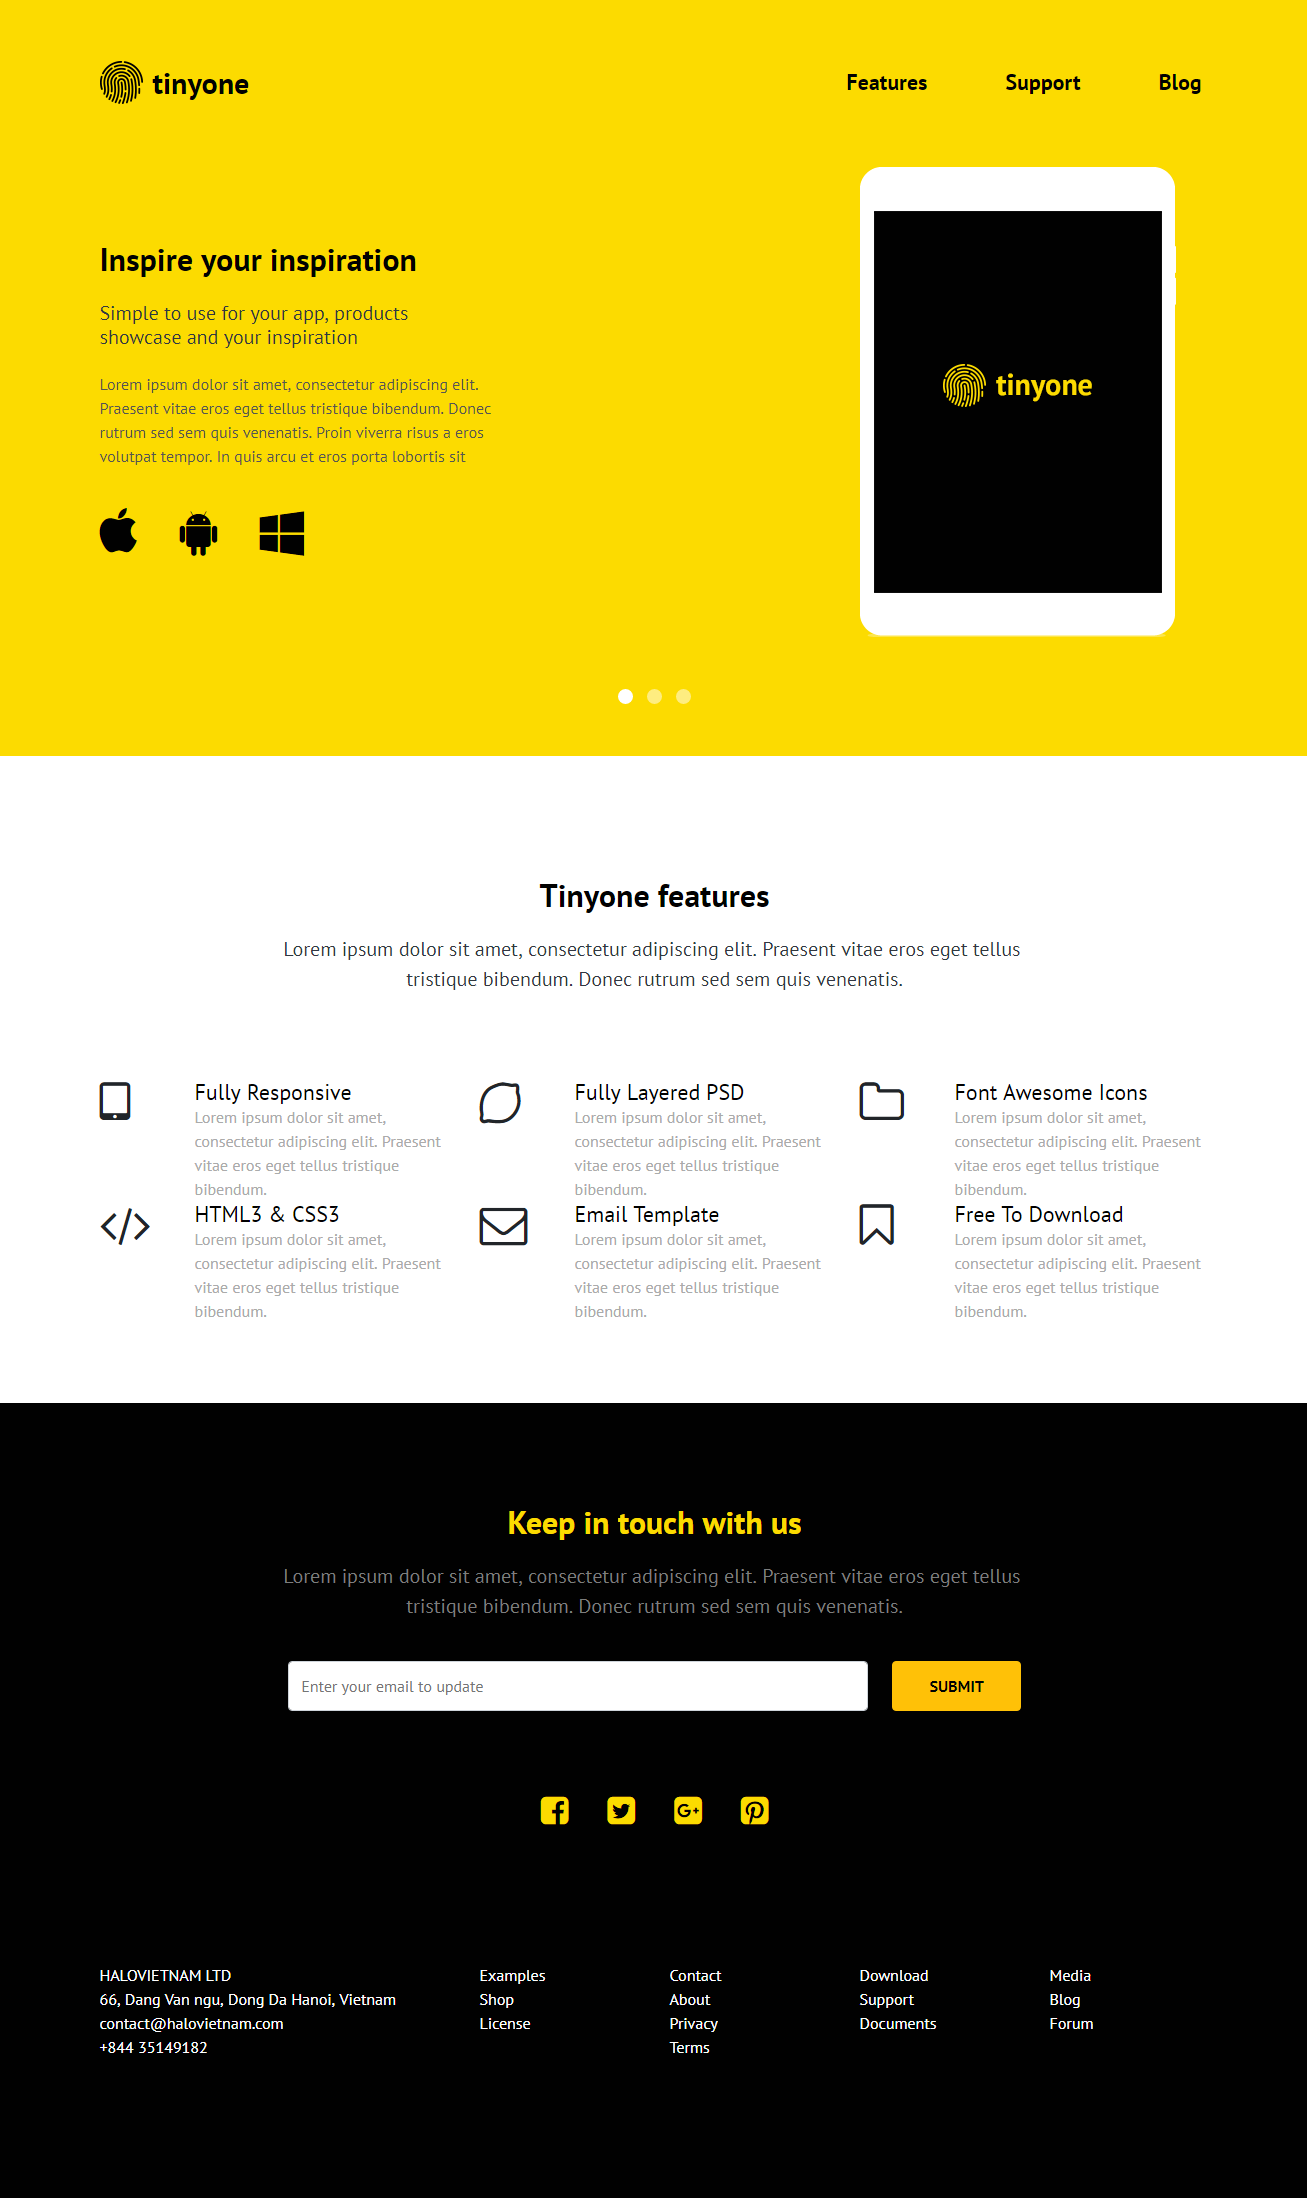 tinyone
Features
Support
Blog
Inspire your inspiration
Simple to use for your app, products
showcase and your inspiration
Lorem ipsum dolor sit amet, consectetur adipiscing elit.
Praesent vitae eros eget tellus tristique bibendum. Donec
rutrum sed sem quis venenatis. Proin viverra risus a eros
volutpat tempor. In quis arcu et eros porta lobortis sit
tinyone
Tinyone features
Lorem ipsum dolor sit amet, consectetur adipiscing elit. Praesent vitae eros eget tellus
tristique bibendum. Donec rutrum sed sem quis venenatis.
Fully Responsive
Lorem ipsum dolor sit amet,
consectetur adipiscing elit. Praesent
vitae eros eget tellus tristique
bibendum.
Fully Layered PSD
Lorem ipsum dolor sit amet,
consectetur adipiscing elit. Praesent
vitae eros eget tellus tristique
bibendum.
Font Awesome Icons
Lorem ipsum dolor sit amet,
consectetur adipiscing elit. Praesent
vitae eros eget tellus tristique
bibendum.
HTML3 & CSS3
Lorem ipsum dolor sit amet,
consectetur adipiscing elit. Praesent
vitae eros eget tellus tristique
bibendum.
Email Template
Lorem ipsum dolor sit amet,
consectetur adipiscing elit. Praesent
vitae eros eget tellus tristique
bibendum.
Free To Download
Lorem ipsum dolor sit amet,
consectetur adipiscing elit. Praesent
vitae eros eget tellus tristique
bibendum.
Keep in touch with us
Lorem ipsum dolor sit amet, consectetur adipiscing elit. Praesent vitae eros eget tellus
tristique bibendum. Donec rutrum sed sem quis venenatis.
Enter your email to update
SUBMIT
HALOVIETNAM LTD
66, Dang Van ngu, Dong Da Hanoi, Vietnam
contact@halovietnam.com
+844 35149182
Examples
Shop
License
Contact
About
Privacy
Terms
Download
Support
Documents
Media
Blog
Forum